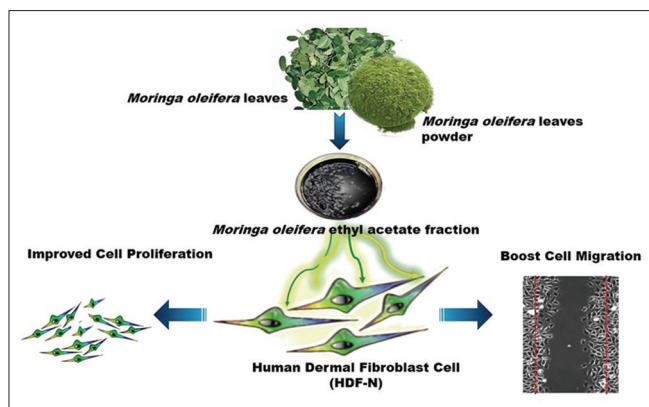 Moringa oleifera leaves
Moringa oleifera leaves
powder
Moringa oleifera ethyl acetate fraction
Improved Cell Proliferation
Boost Cell Migration
Human Dermal Fibroblast Cell
(HDF-N)